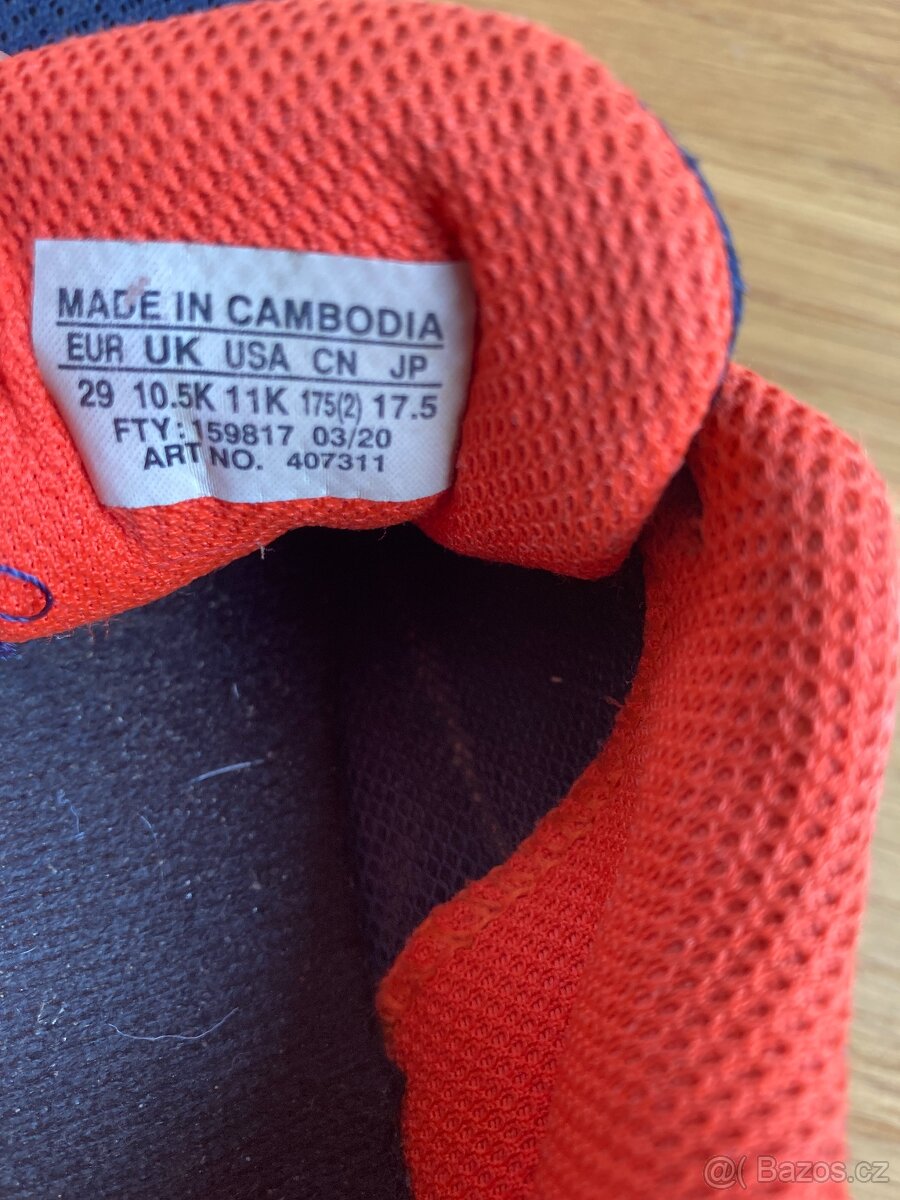 MADE IN CAMBODIA
EUR UK USA CN JP
29 10.5K 11K 175(2) 17.5
FTY: 159817 03/20
ART NO. 407311
@( Bazos.cz